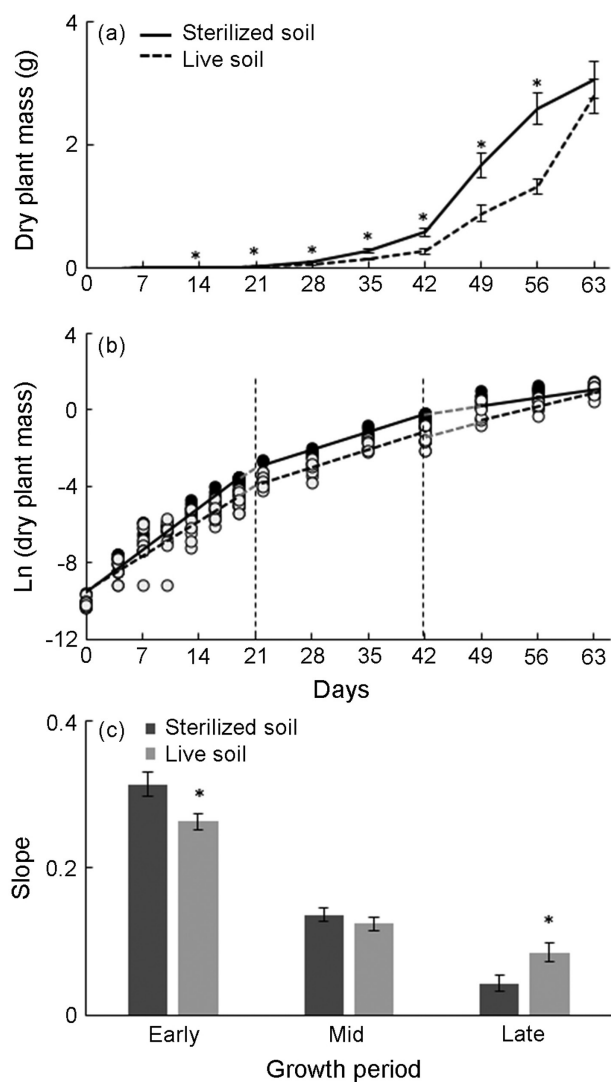 (a)
Sterilized soil
Live soil
Dry plant mass (g)
4
2
0
* * * * * * *
0 7 14 21 28 35 42 49 56 63
(b)
Ln (dry plant mass)
4
0
-4
-8
-12
0 7 14 21 28 35 42 49 56 63
Days
(c)
Sterilized soil
Live soil
Slope
0.4
0.2
0
* *
Early Mid Late
Growth period